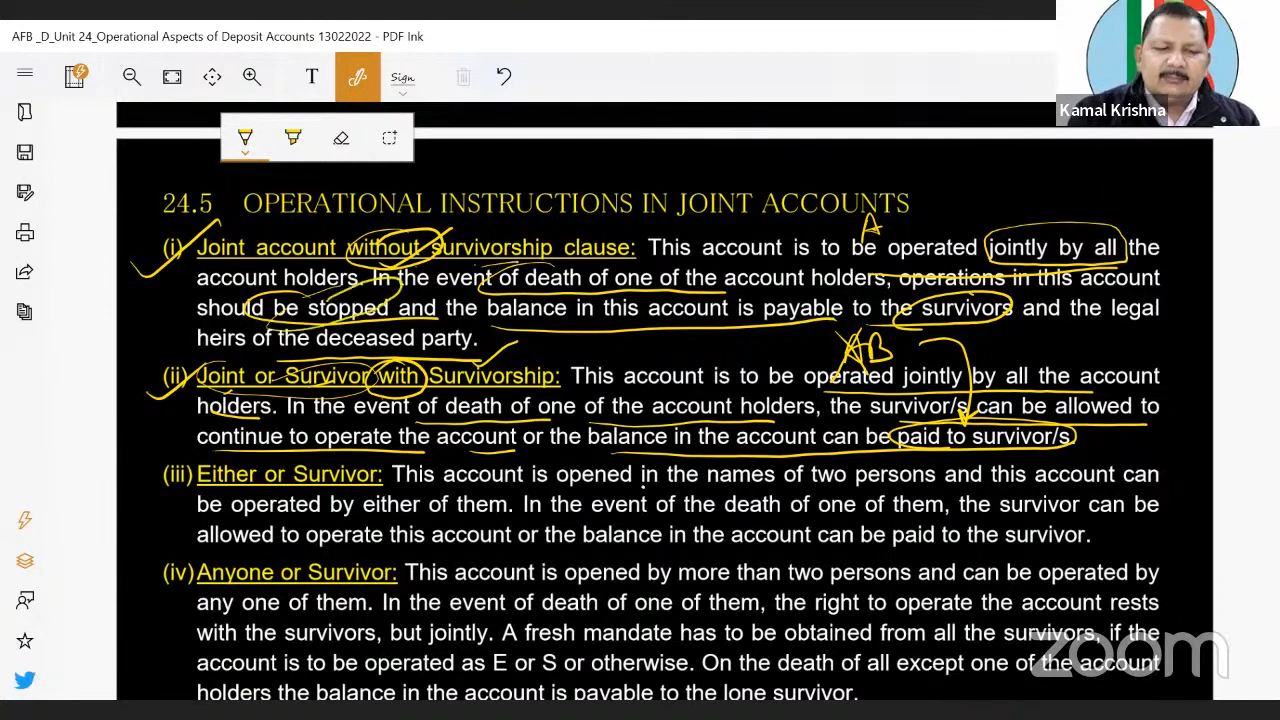 AFB _D_Unit 24_Operational Aspects of Deposit Accounts 13022022 - PDF Ink
T
Sign
Kamal Krishna
24.5 OPERATIONAL INSTRUCTIONS IN JOINT ACCOUNTS
A
(i) Joint account without survivorship clause: This account is to be operated jointly by all the
account holders. In the event of death of one of the account holders, operations in this account
should be stopped and the balance in this account is payable to the survivors and the legal
heirs of the deceased party.
AB
(ii) Joint or Survivor with Survivorship: This account is to be operated jointly by all the account
holders. In the event of death of one of the account holders, the survivor/s can be allowed to
continue to operate the account or the balance in the account can be paid to survivor/s.
(iii) Either or Survivor: This account is opened in the names of two persons and this account can
be operated by either of them. In the event of the death of one of them, the survivor can be
allowed to operate this account or the balance in the account can be paid to the survivor.
(iv) Anyone or Survivor: This account is opened by more than two persons and can be operated by
any one of them. In the event of death of one of them, the right to operate the account rests
with the survivors, but jointly. A fresh mandate has to be obtained from all the survivors, if the
account is to be operated as E or S or otherwise. On the death of all except one of the account
holders the balance in the account is payable to the lone survivor.
zoom